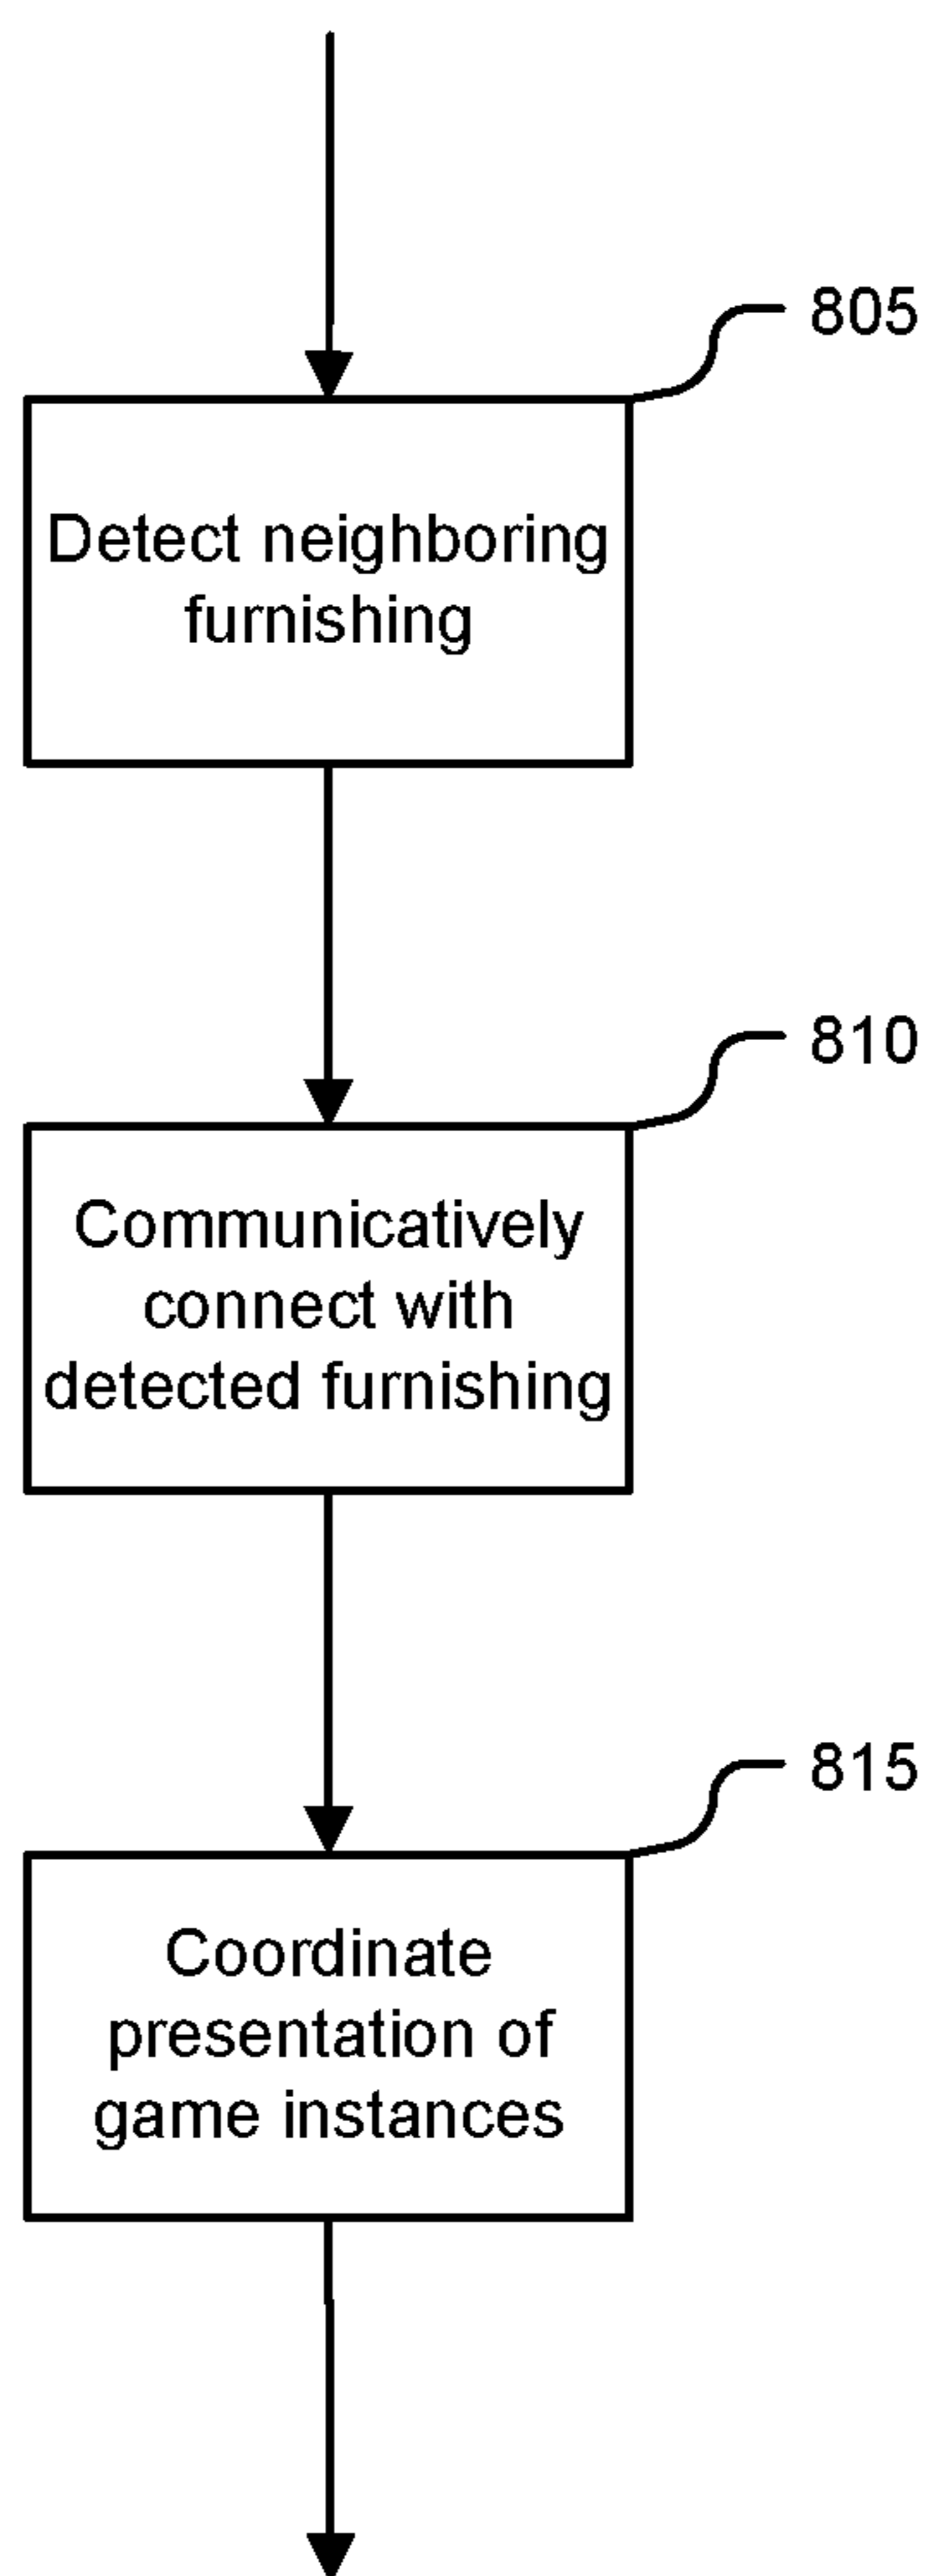 805
Detect neighboring
furnishing
810
Communicatively
connect with
detected furnishing
815
Coordinate
presentation of
game instances